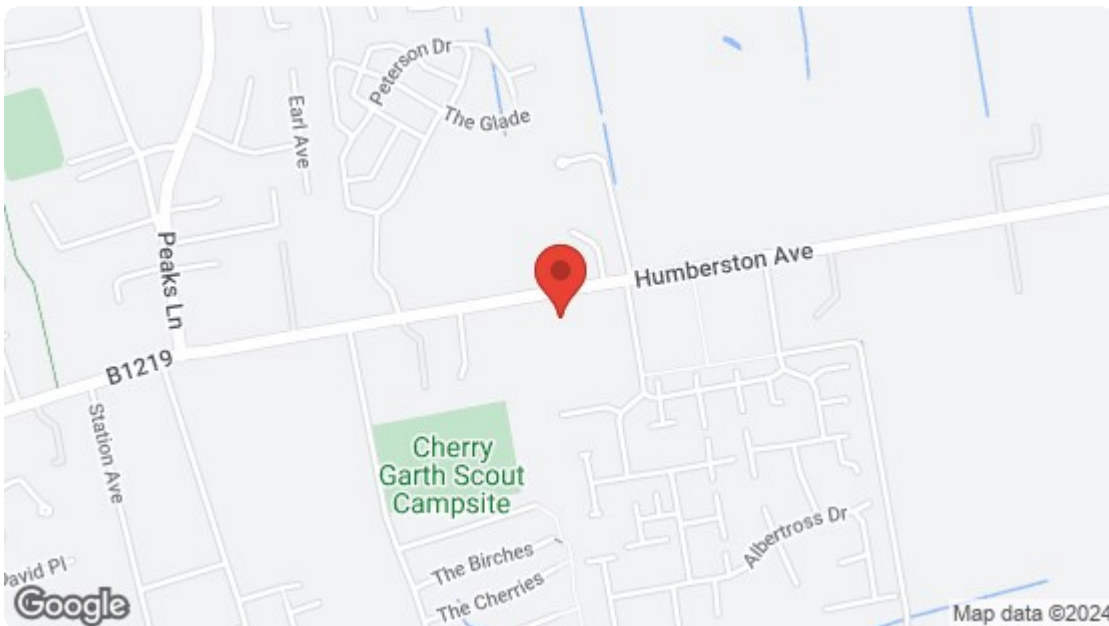 Peterson Dr
The Glade
Earl Ave
Peaks Ln
Humberston Ave
B1219
Station Ave
Cherry
Garth Scout
Campsite
The Birches
The Cherries
Albertross Dr
David Pl
Google
Map data ©2024